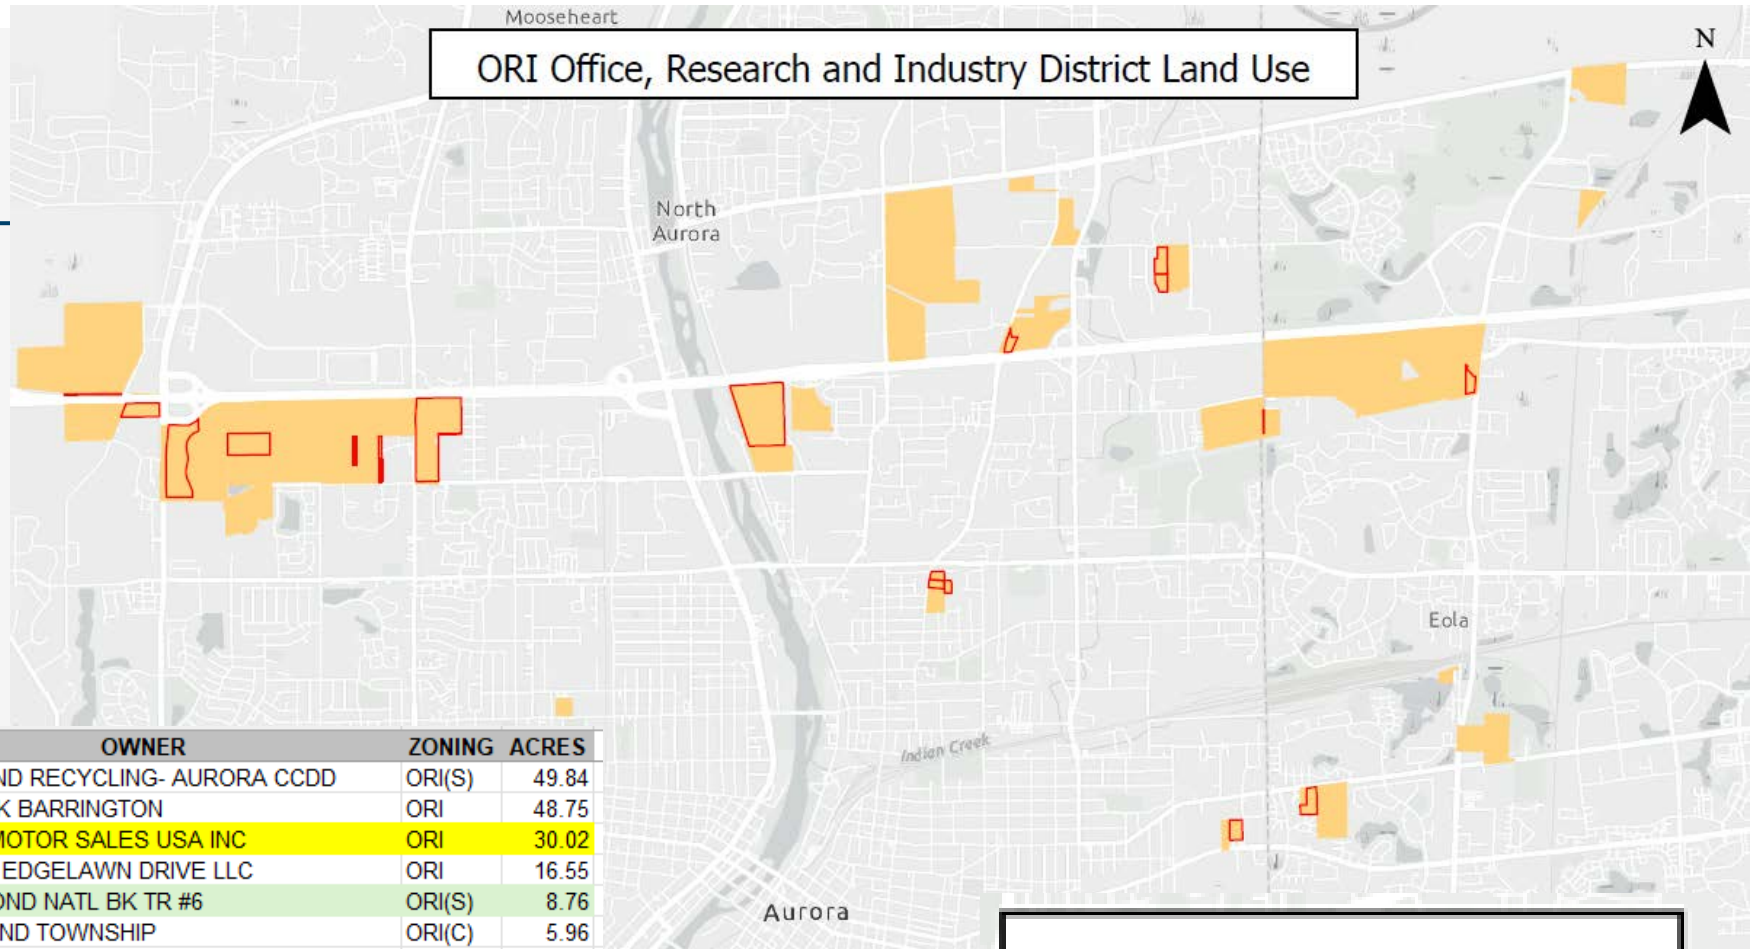 Mooseheart
ORI Office, Research and Industry District Land Use
N
North
Aurora
Eola
Indian Creek
Aurora
OWNER ZONING ACRES
ND RECYCLING- AURORA CCDD ORI(S) 49.84
K BARRINGTON ORI 48.75
MOTOR SALES USA INC ORI 30.02
EDGELAWN DRIVE LLC ORI 16.55
OND NATL BK TR #6 ORI(S) 8.76
ND TOWNSHIP ORI(C) 5.96